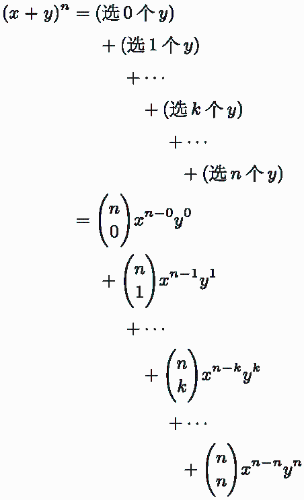 (x + y)^n = (选 0 个 y)
+ (选 1 个 y)
+ ⋯
+ (选 k 个 y)
+ ⋯
+ (选 n 个 y)
= \binom{n}{0} x^{n−0} y^0
+ \binom{n}{1} x^{n−1} y^1
+ ⋯
+ \binom{n}{k} x^{n−k} y^k
+ ⋯
+ \binom{n}{n} x^{n−n} y^n